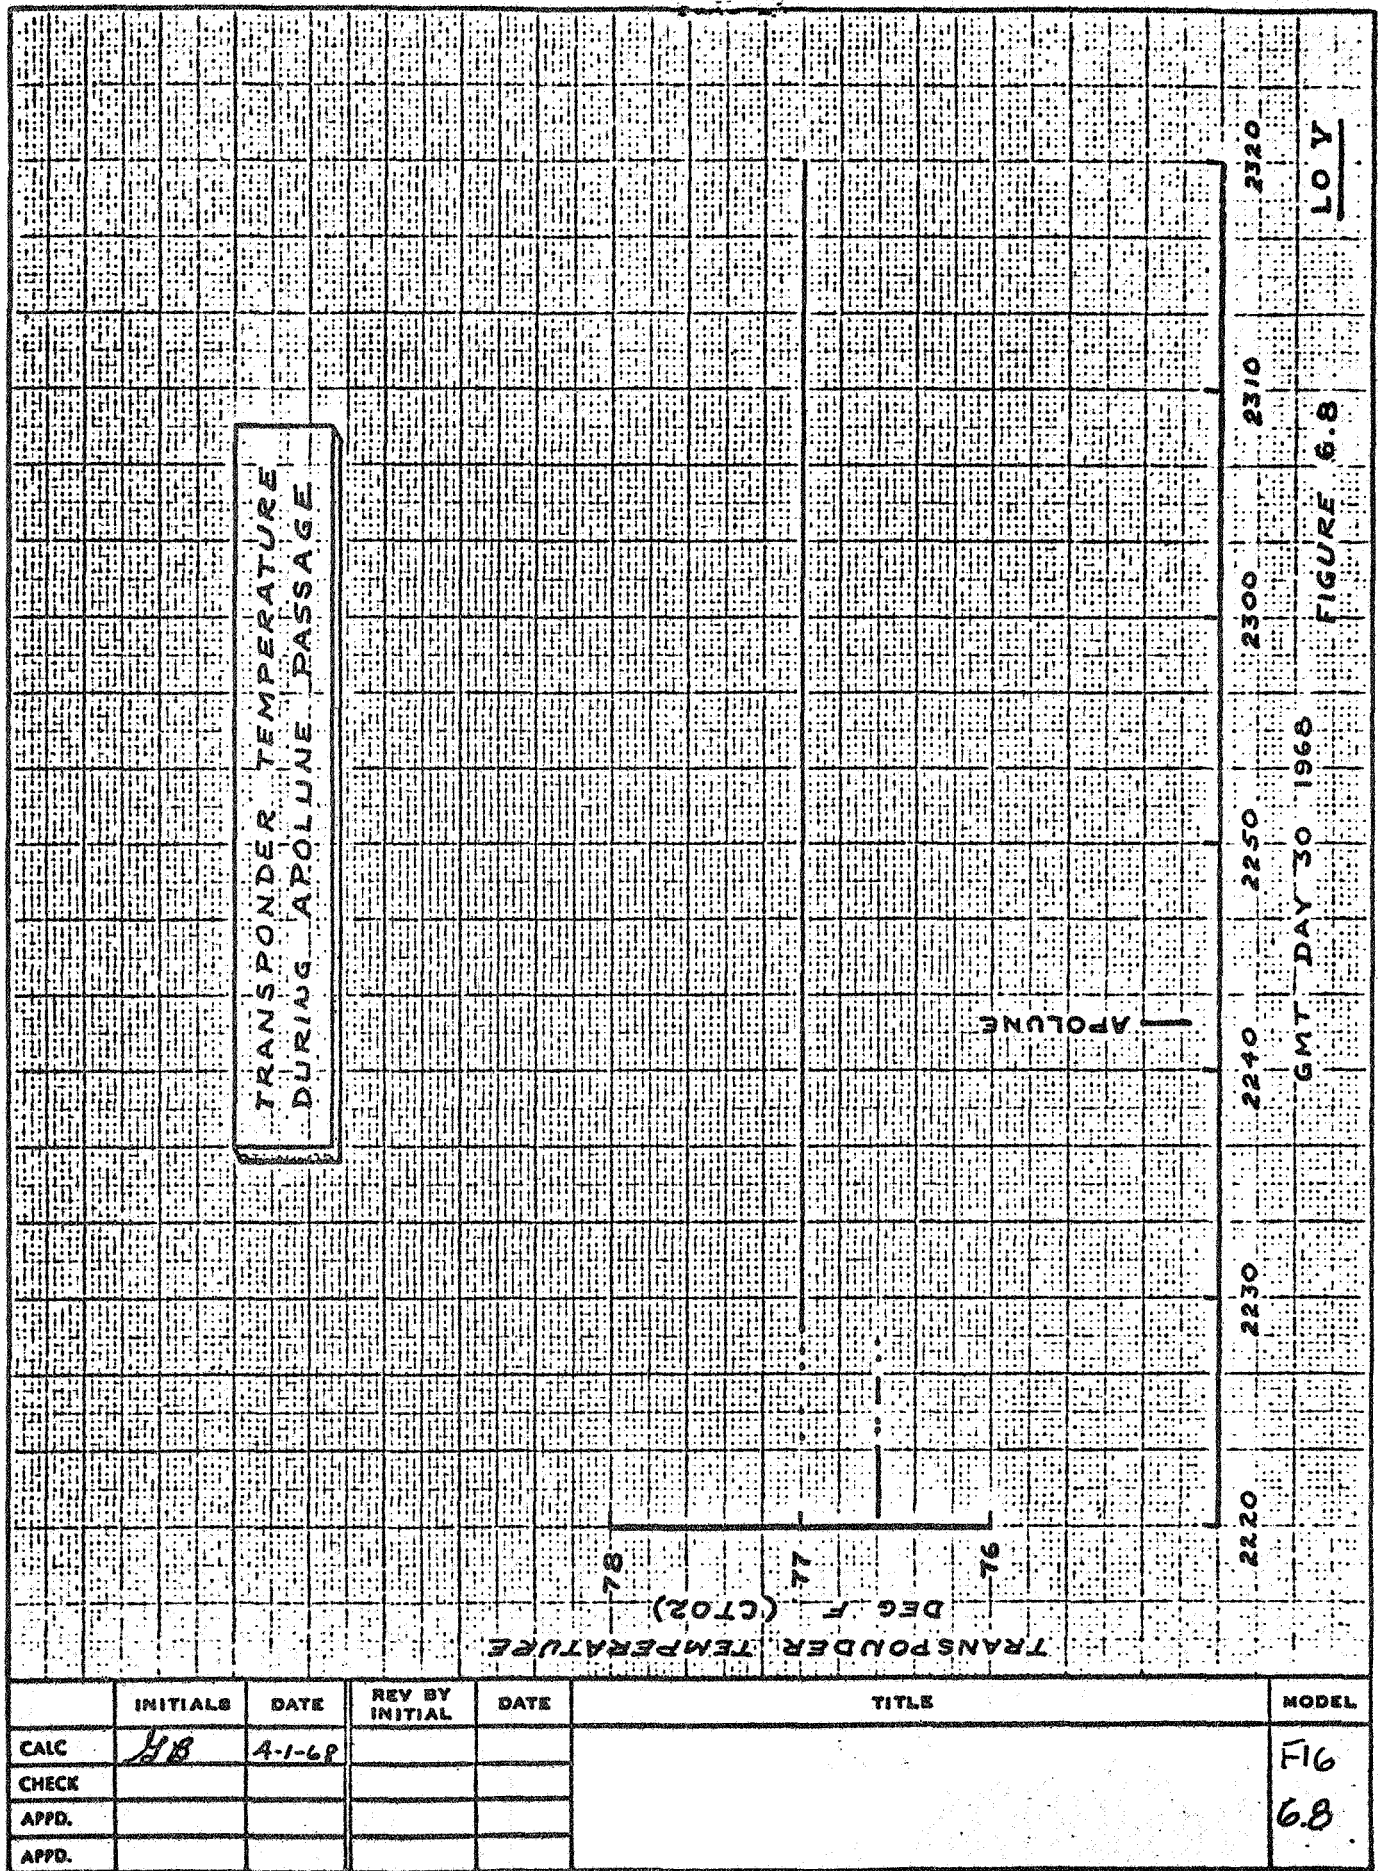 TRANSPONDER TEMPERATURE
DURING APOLUNE PASSAGE
TRANSPONDER TEMPERATURE
DEG F (CT02)
78
77
76
APOLUNE
2220
2230
2240
2250
2300
2310
2320
GMT DAY 30 1968
FIGURE 6.8
LO V
INITIALS
DATE
REV BY INITIAL
DATE
TITLE
MODEL
CALC
4-1-68
CHECK
APPD.
APPD.
FIG
6.8